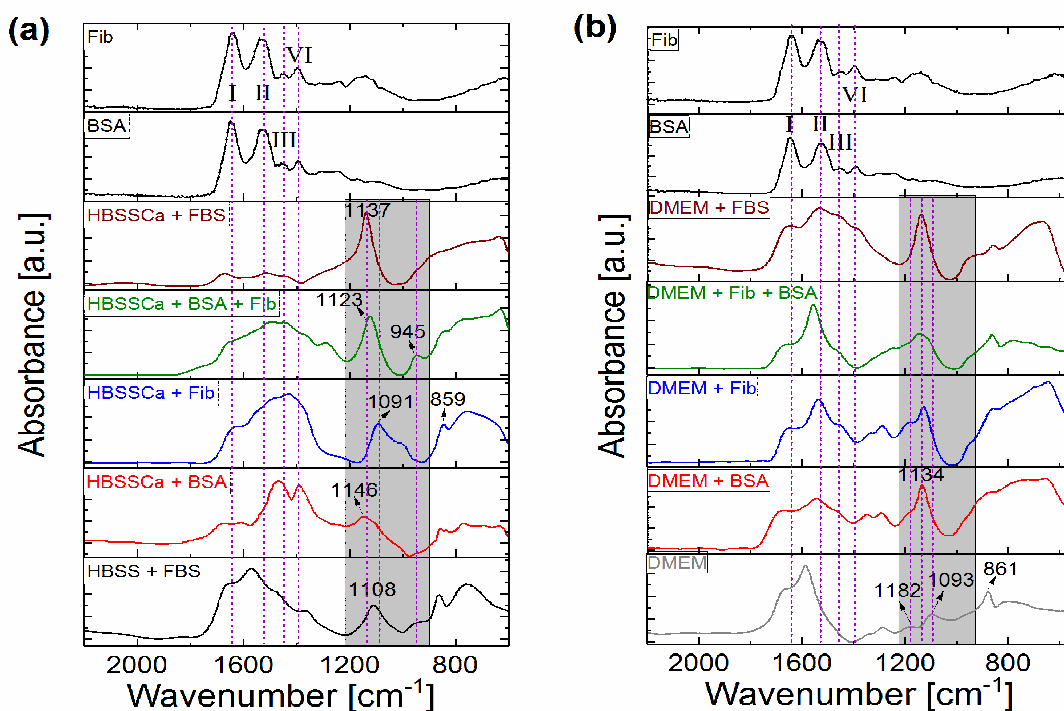 (a)
Fib
VI
I II
BSA
III
HBSSCa + FBS
1137
HBSSCa + BSA + Fib
1123
945
HBSSCa + Fib
1091
859
HBSSCa + BSA
1146
HBSS + FBS
1108
2000 1600 1200 800
Wavenumber [cm-1]
Absorbance [a.u.]
(b)
Fib
VI
BSA
I II
III
DMEM + FBS
DMEM + Fib + BSA
DMEM + Fib
DMEM + BSA
1134
DMEM
1182
1093
861
2000 1600 1200 800
Wavenumber [cm-1]
Absorbance [a.u.]